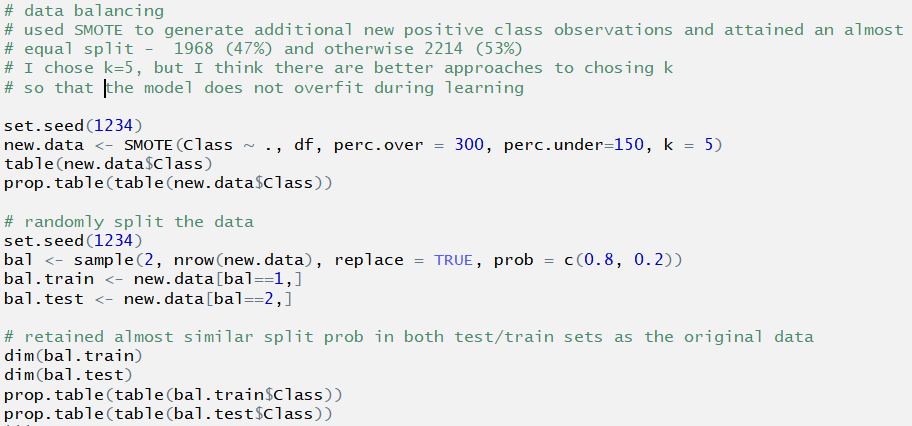 # data balancing
# used SMOTE to generate additional new positive class observations and attained an almost
# equal split -  1968 (47%) and otherwise 2214 (53%)
# I chose k=5, but I think there are better approaches to chosing k
# so that the model does not overfit during learning
set.seed(1234)
new.data <- SMOTE(Class ~ ., df, perc.over = 300, perc.under=150, k = 5)
table(new.data$Class)
prop.table(table(new.data$Class))
# randomly split the data
set.seed(1234)
bal <- sample(2, nrow(new.data), replace = TRUE, prob = c(0.8, 0.2))
bal.train <- new.data[bal==1,]
bal.test <- new.data[bal==2,]
# retained almost similar split prob in both test/train sets as the original data
dim(bal.train)
dim(bal.test)
prop.table(table(bal.train$Class))
prop.table(table(bal.test$Class))